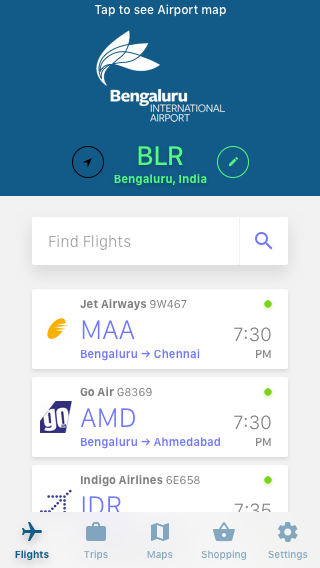 Tap to see Airport map
Bengaluru
INTERNATIONAL
AIRPORT
BLR
Bengaluru, India
Find Flights
Jet Airways 9W467
MAA
7:30
Bengaluru → Chennai
PM
Go Air G8369
go
AMD
7:30
Bengaluru → Ahmedabad
PM
Indigo Airlines 6E658
IDR
7:35
Flights Trips Maps Shopping Settings